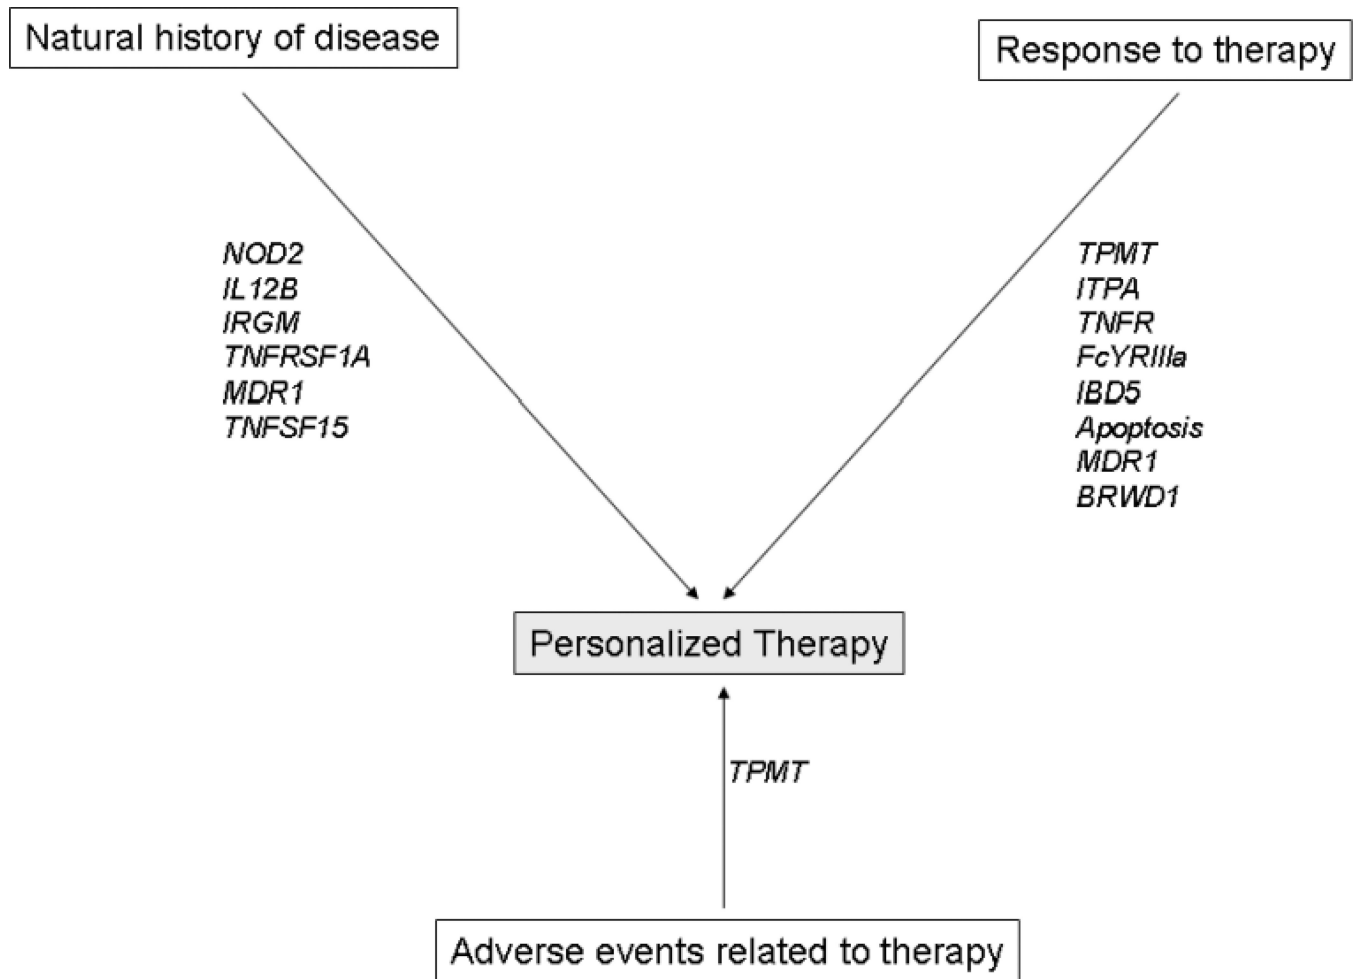 Natural history of disease
Response to therapy
NOD2
IL12B
IRGM
TNFRSF1A
MDR1
TNFSF15
TPMT
ITPA
TNFR
FcYRIIIa
IBD5
Apoptosis
MDR1
BRWD1
Personalized Therapy
TPMT
Adverse events related to therapy